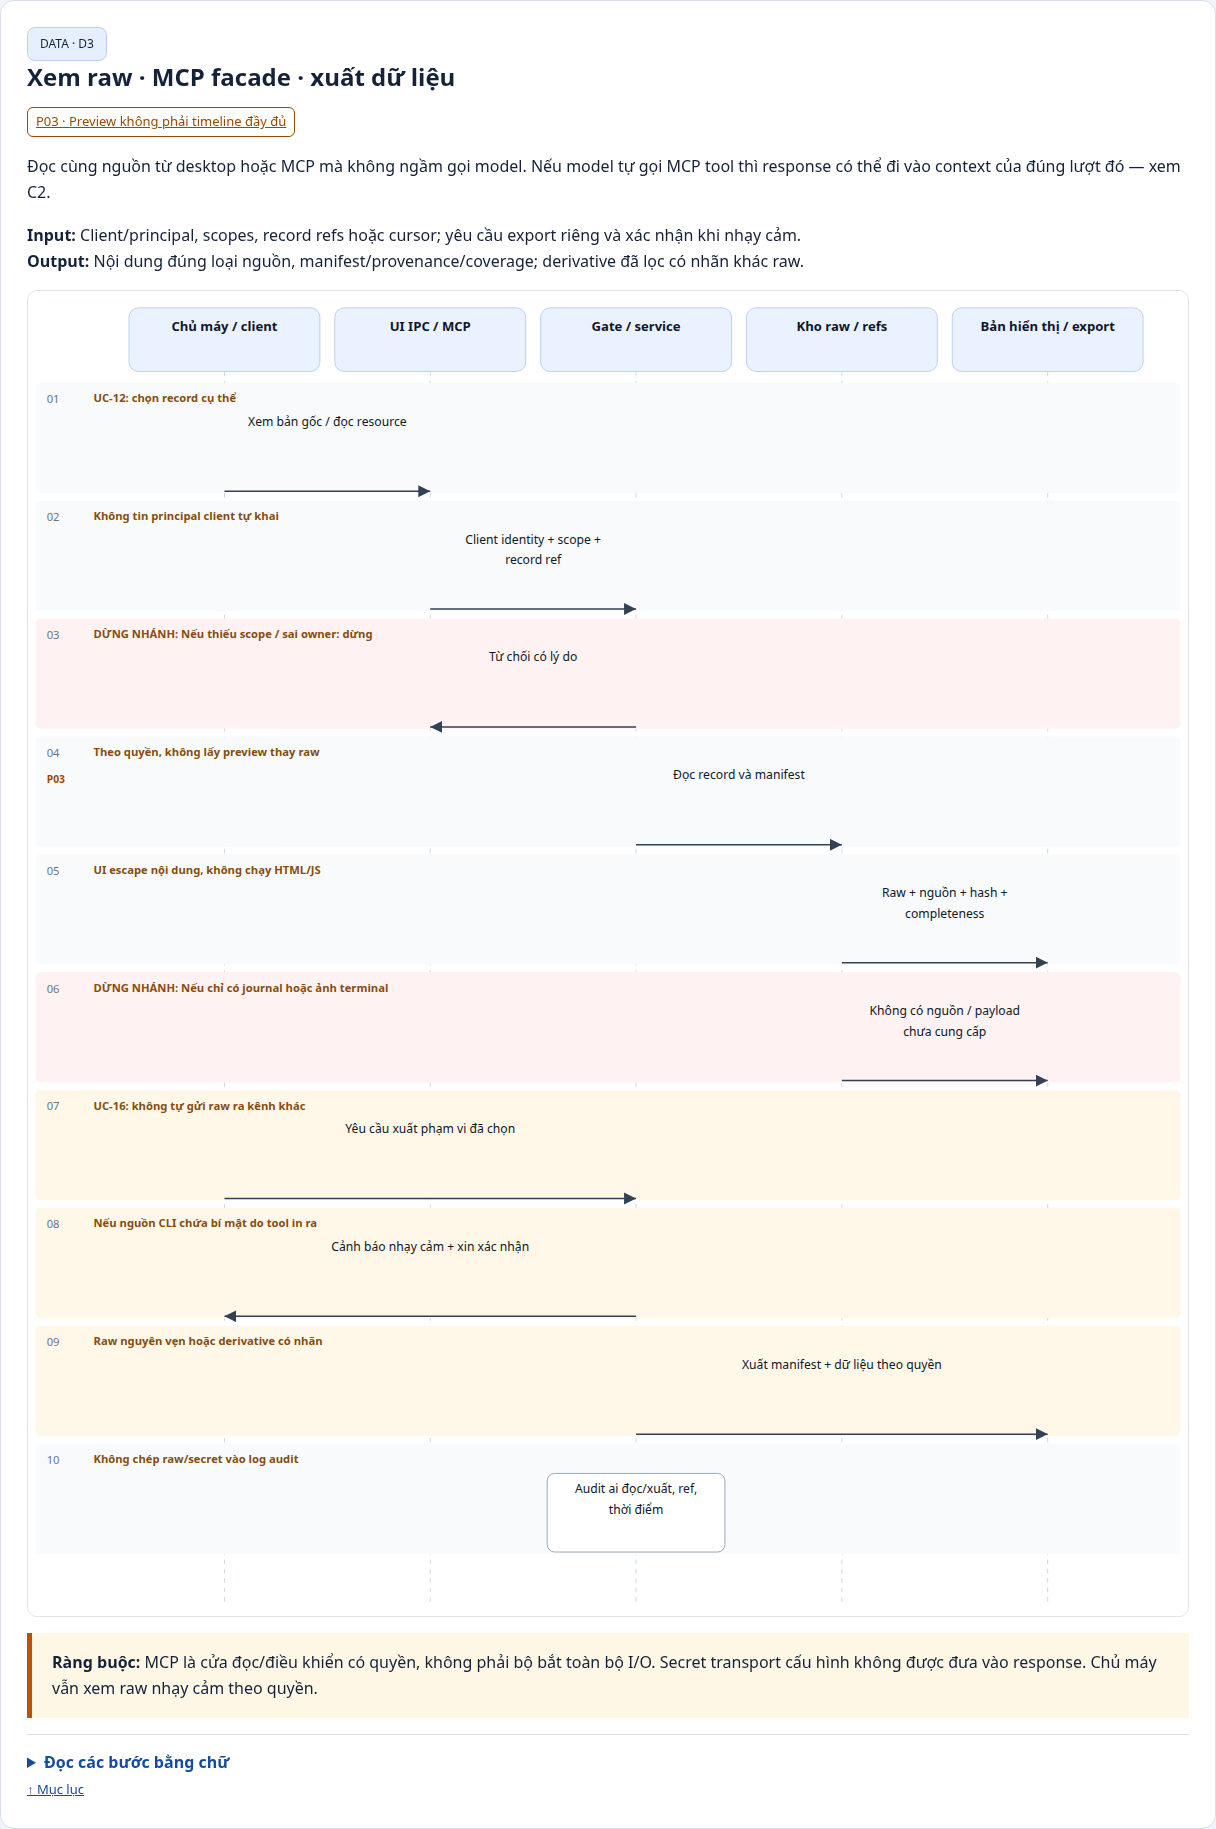 DATA · D3
Xem raw · MCP facade · xuất dữ liệu
P03 · Preview không phải timeline đầy đủ
Đọc cùng nguồn từ desktop hoặc MCP mà không ngầm gọi model. Nếu model tự gọi MCP tool thì response có thể đi vào context của đúng lượt đó — xem
C2.
Input: Client/principal, scopes, record refs hoặc cursor; yêu cầu export riêng và xác nhận khi nhạy cảm.
Output: Nội dung đúng loại nguồn, manifest/provenance/coverage; derivative đã lọc có nhãn khác raw.
Chủ máy / client
UI IPC / MCP
Gate / service
Kho raw / refs
Bản hiển thị / export
01
UC-12: chọn record cụ thể
Xem bản gốc / đọc resource
02
Không tin principal client tự khai
Client identity + scope +
record ref
03
DỪNG NHÁNH: Nếu thiếu scope / sai owner: dừng
Từ chối có lý do
04
Theo quyền, không lấy preview thay raw
P03
Đọc record và manifest
05
UI escape nội dung, không chạy HTML/JS
Raw + nguồn + hash +
completeness
06
DỪNG NHÁNH: Nếu chỉ có journal hoặc ảnh terminal
Không có nguồn / payload
chưa cung cấp
07
UC-16: không tự gửi raw ra kênh khác
Yêu cầu xuất phạm vi đã chọn
08
Nếu nguồn CLI chứa bí mật do tool in ra
Cảnh báo nhạy cảm + xin xác nhận
09
Raw nguyên vẹn hoặc derivative có nhãn
Xuất manifest + dữ liệu theo quyền
10
Không chép raw/secret vào log audit
Audit ai đọc/xuất, ref,
thời điểm
Ràng buộc: MCP là cửa đọc/điều khiển có quyền, không phải bộ bắt toàn bộ I/O. Secret transport cấu hình không được đưa vào response. Chủ máy
vẫn xem raw nhạy cảm theo quyền.
▶ Đọc các bước bằng chữ
↑ Mục lục